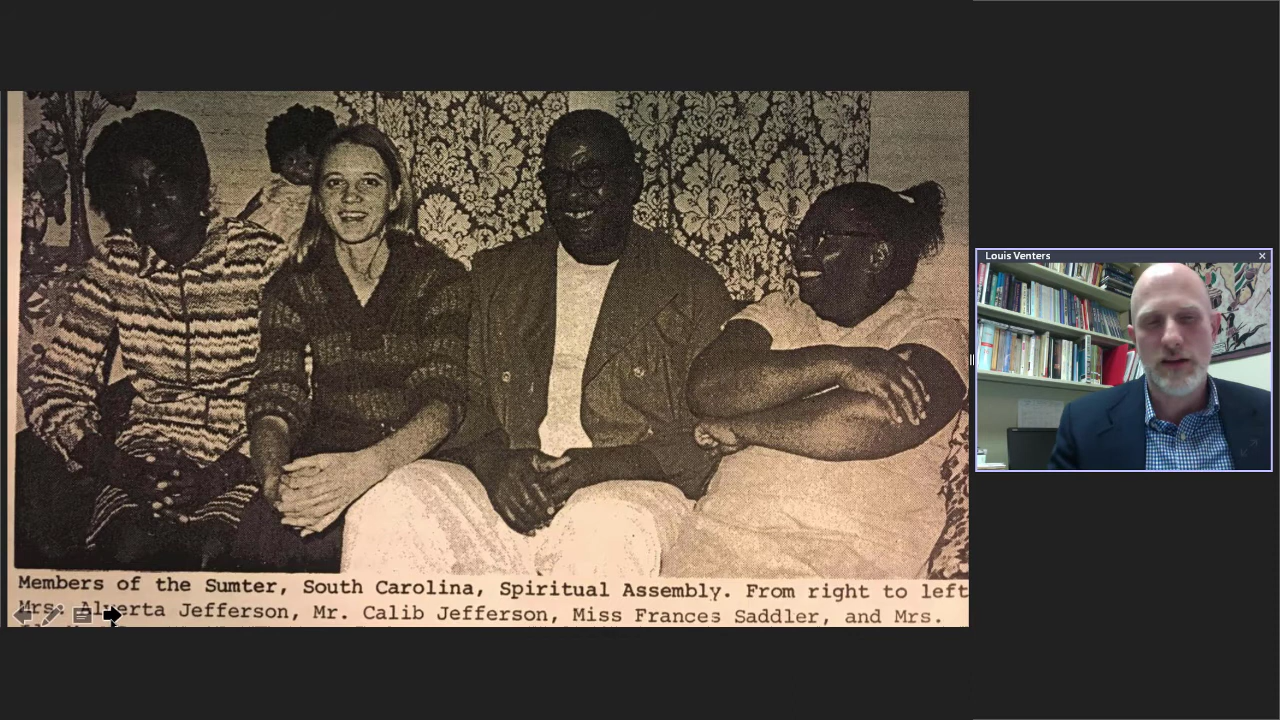 Louis Venters
Members of the Sumter, South Carolina, Spiritual Assembly. From right to left
Mrs. Alverta Jefferson, Mr. Calib Jefferson, Miss Frances Saddler, and Mrs.